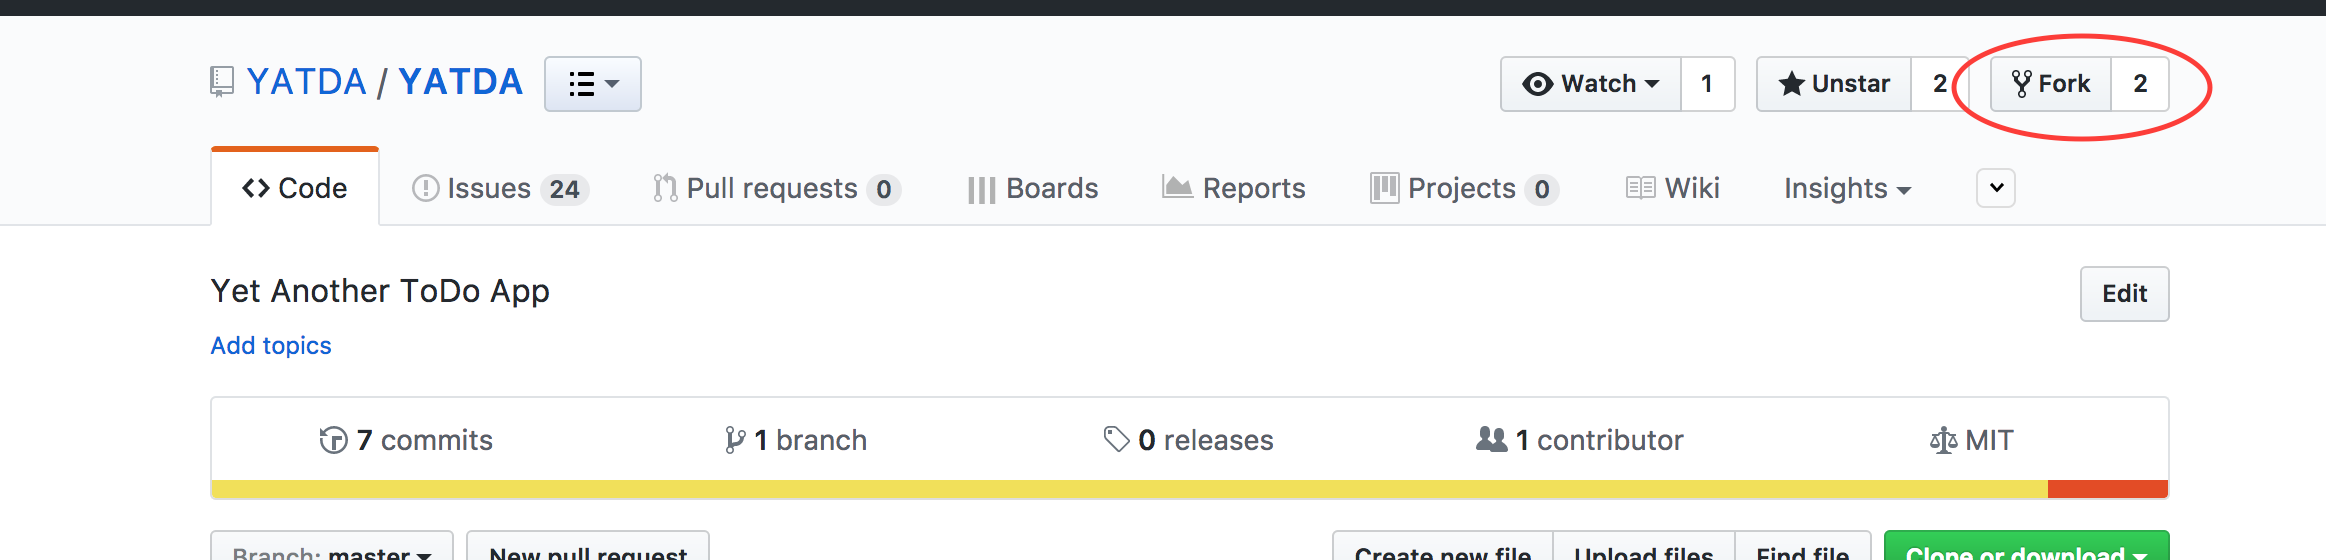 YATDA / YATDA Watch 1 Unstar 2 Fork 2
Code Issues 24 Pull requests 0 Boards Reports Projects 0 Wiki Insights
Yet Another ToDo App Edit
Add topics
7 commits 1 branch 0 releases 1 contributor MIT
Branch: master New pull request Create new file Upload files Find file Clone or download